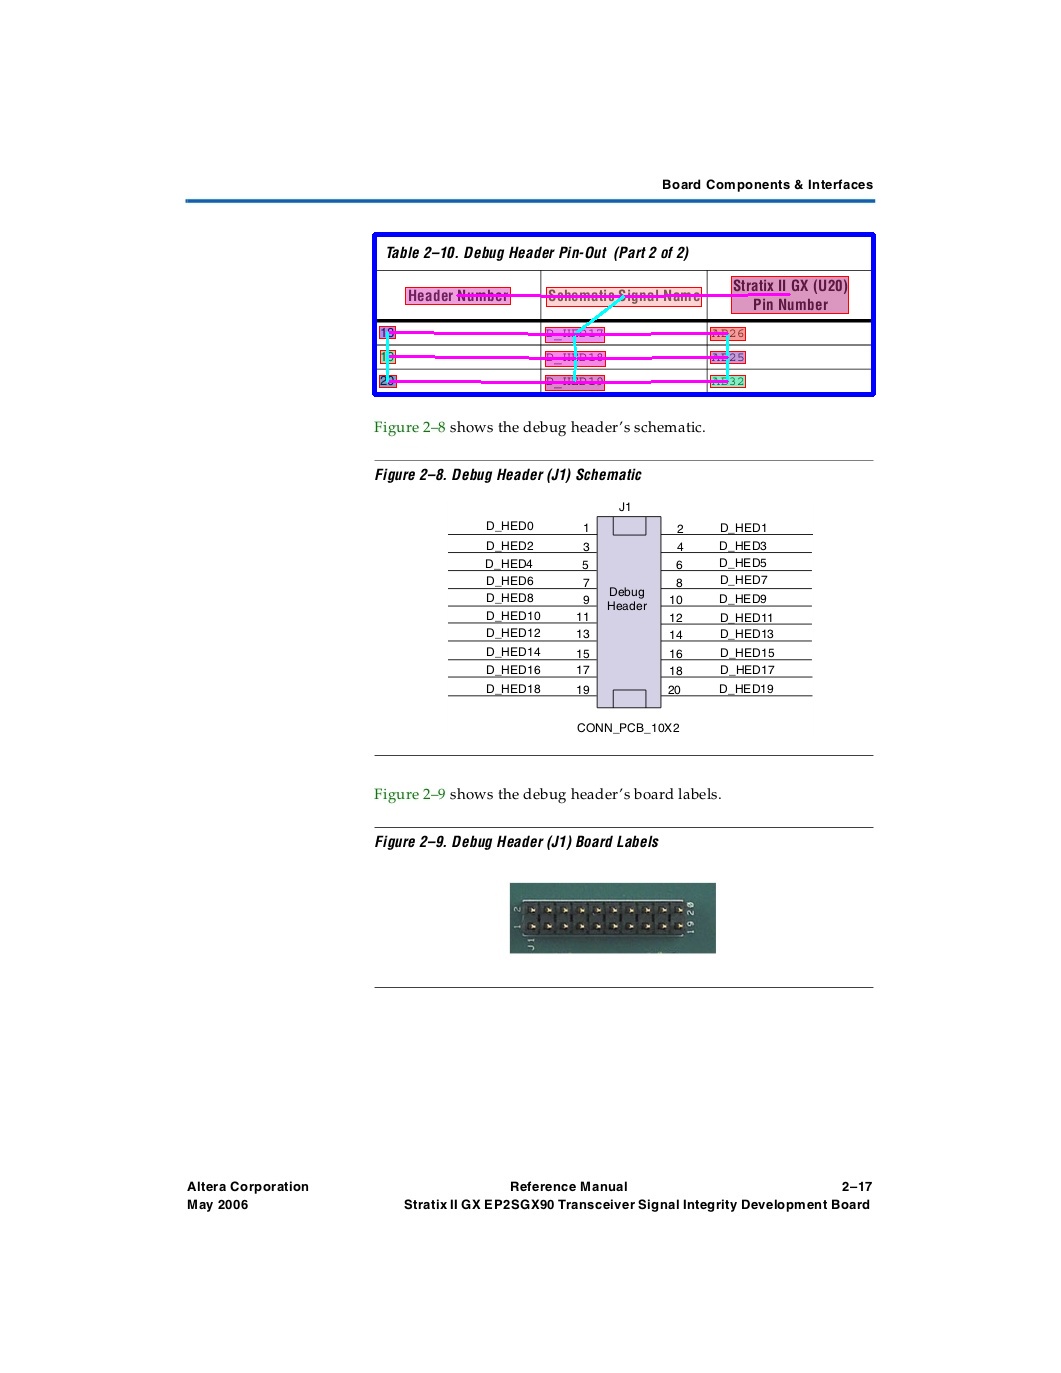 Board Components & Interfaces
Table 2–10. Debug Header Pin-Out (Part 2 of 2)
Header Number Schematic Signal Name Stratix II GX (U20)
Pin Number
18 D_HED17
19 D_HED18
20 D_HED19
Figure 2–8 shows the debug header’s schematic.
Figure 2–8. Debug Header (J1) Schematic
J1
D_HED0 1 2 D_HED1
D_HED2 3 4 D_HED3
D_HED4 5 6 D_HED5
D_HED6 7 8 D_HED7
Debug
D_HED8 9 10 D_HED9
Header
D_HED10 11 12 D_HED11
D_HED12 13 14 D_HED13
D_HED14 15 16 D_HED15
D_HED16 17 18 D_HED17
D_HED18 19 20 D_HED19
CONN_PCB_10X2
Figure 2–9 shows the debug header’s board labels.
Figure 2–9. Debug Header (J1) Board Labels
2 20
1 19
J1
Altera Corporation Reference Manual 2–17
May 2006 Stratix II GX EP2SGX90 Transceiver Signal Integrity Development Board